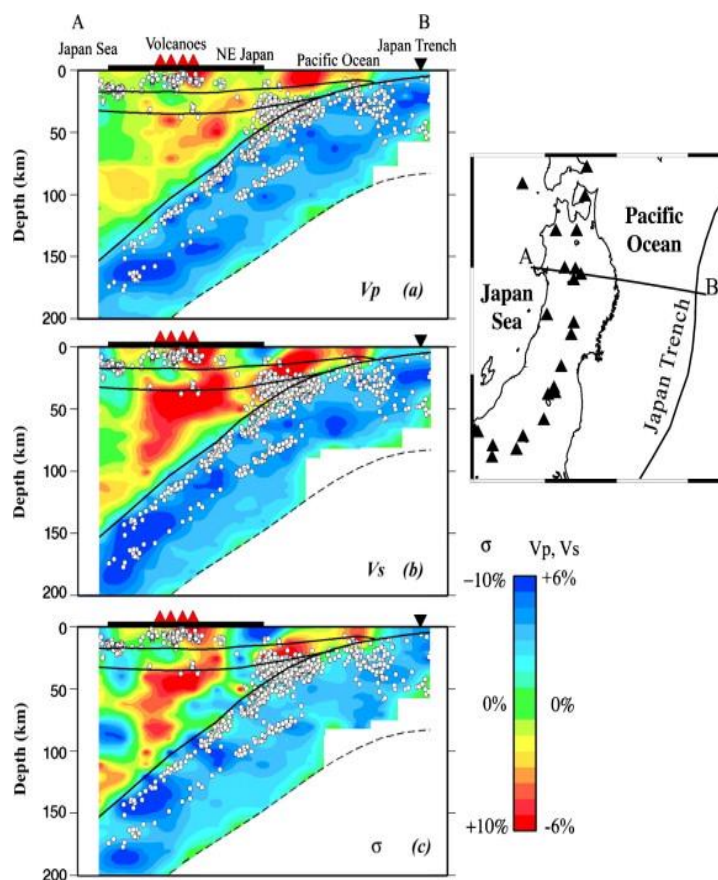 A
B
Japan Sea
Volcanoes
NE Japan
Pacific Ocean
Japan Trench
0
50
100
150
200
Depth (km)
Vp (a)
0
50
100
150
200
Depth (km)
Vs (b)
0
50
100
150
200
Depth (km)
σ (c)
Pacific
Ocean
A
B
Japan
Sea
Japan Trench
σ Vp, Vs
−10% +6%
0% 0%
+10% -6%